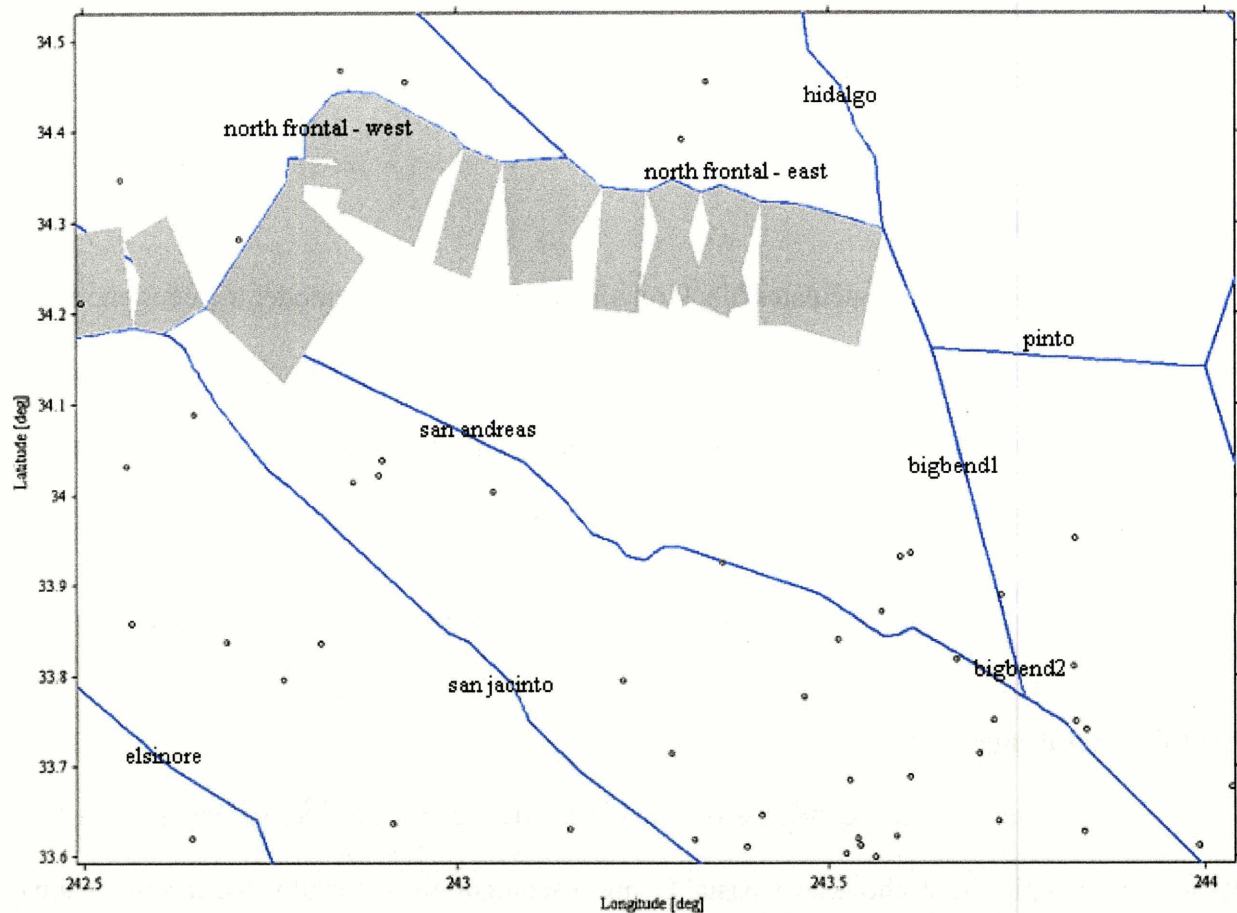 34.5
hidalgo
34.4
north frontal - west
north frontal - east
34.3
34.2
pinto
34.1
san andreas
Latitude [deg]
bigbend1
34
33.9
33.8
bigbend2
san jacinto
33.7
elsinore
33.6
242.5
243
243.5
244
Longitude [deg]